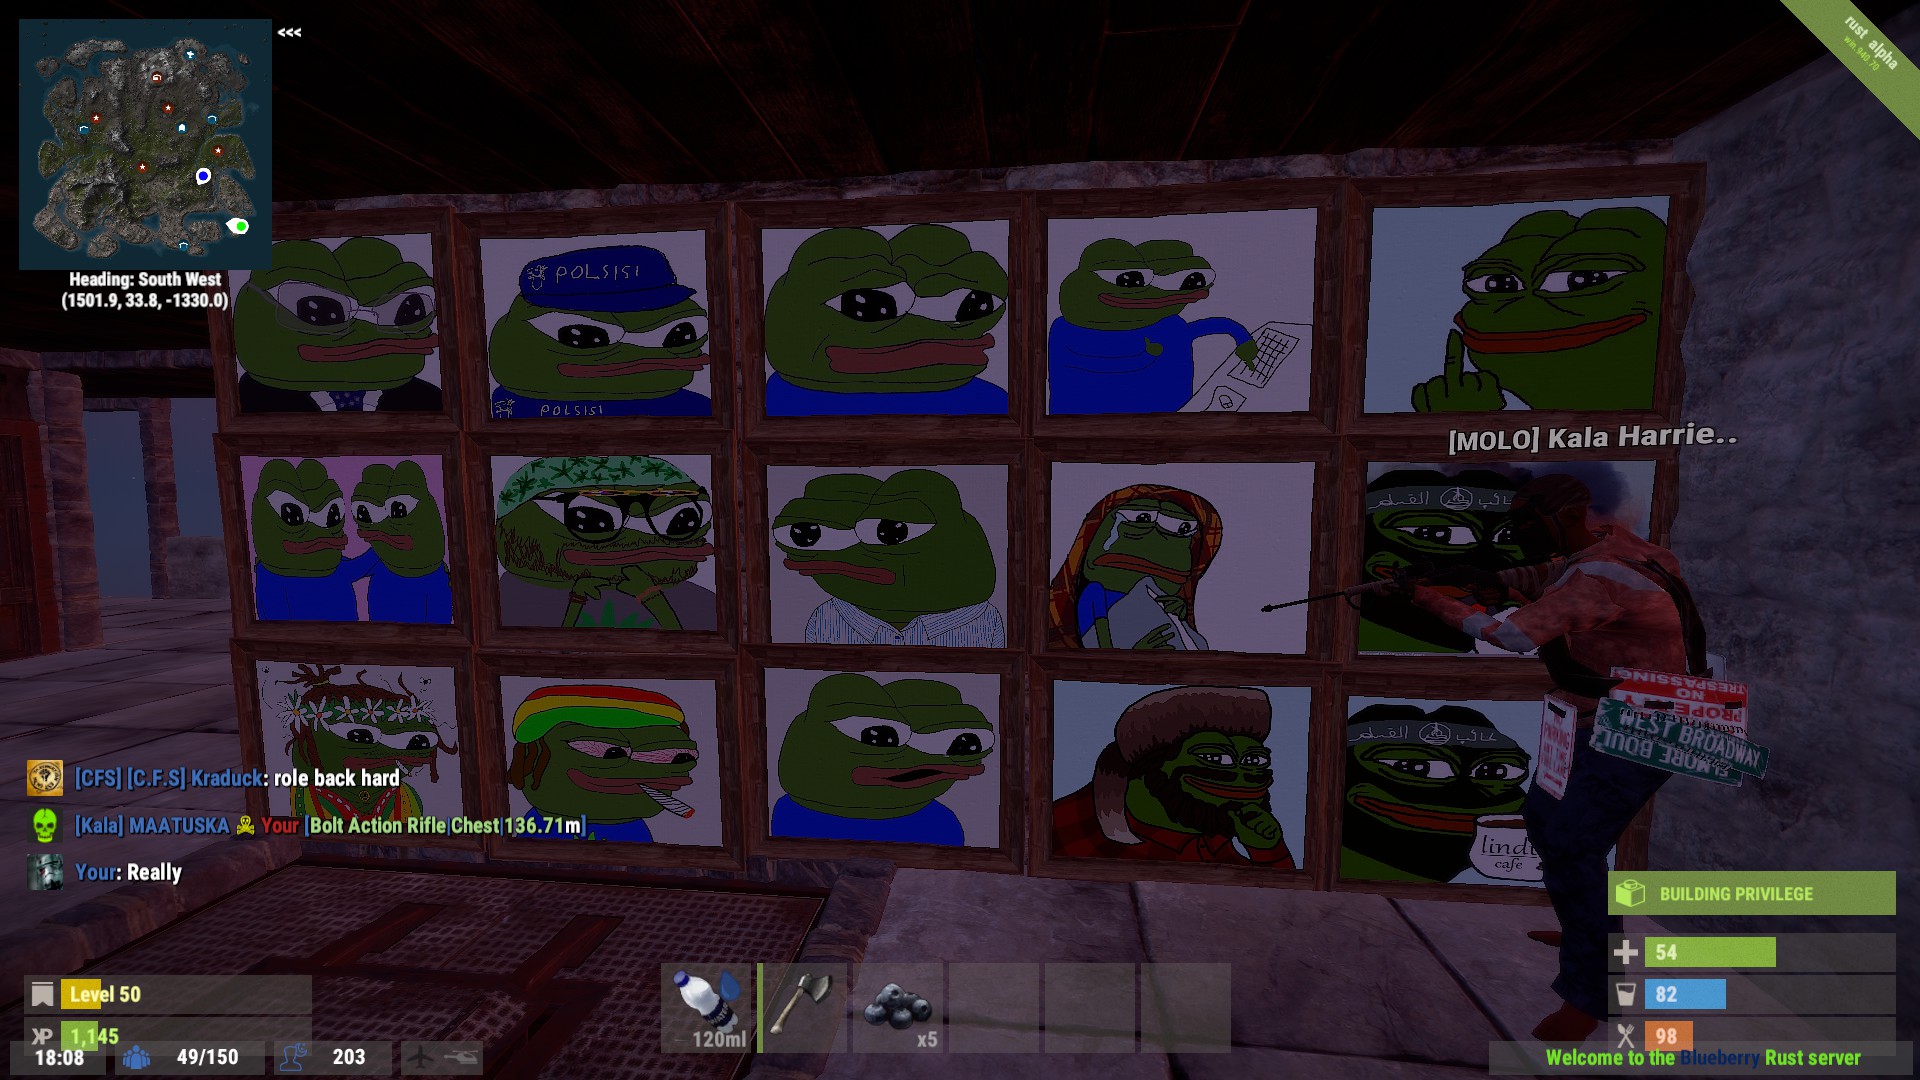 <<<
rust alpha
Heading: South West
(1501.9, 33.8, -1330.0)
POLSISI
POLSISI
[MOLO] Kala Harrie..
TRESPASSING
NO
BROADWAY
lindt
cafe
[CFS] [C.F.S] Kraduck: role back hard
[Kala] MAATUSKA Your [Bolt Action Rifle|Chest|136.71m]
Your: Really
BUILDING PRIVILEGE
54
82
98
Level 50
XP 1,145
18:08
49/150
203
120ml
x5
Welcome to the Blueberry Rust server